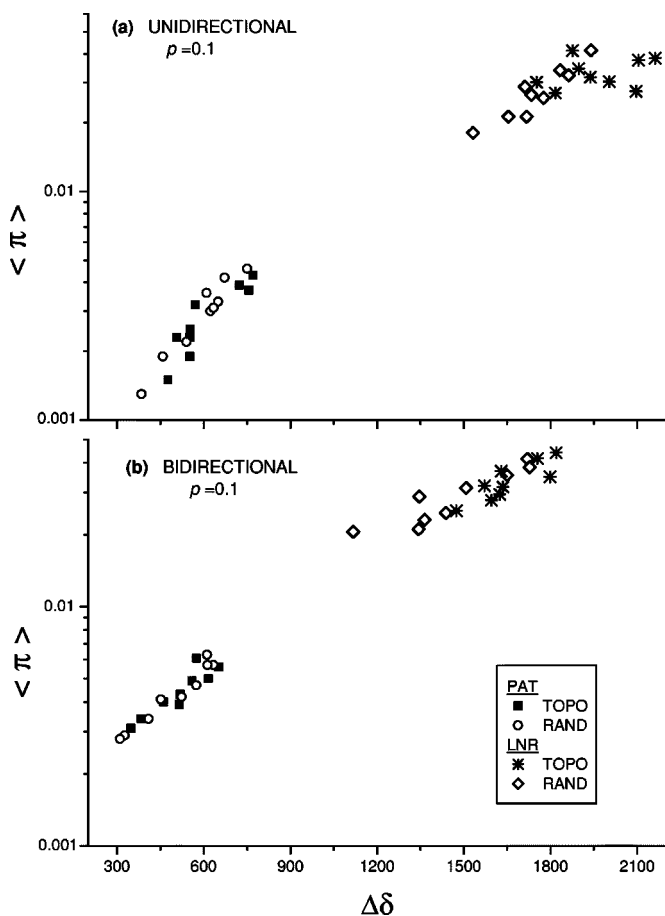 (a) UNIDIRECTIONAL
p =0.1
0.01
< π >
0.001
(b) BIDIRECTIONAL
p =0.1
0.01
< π >
PAT
TOPO
RAND
LNR
TOPO
RAND
0.001
300 600 900 1200 1500 1800 2100
Δδ